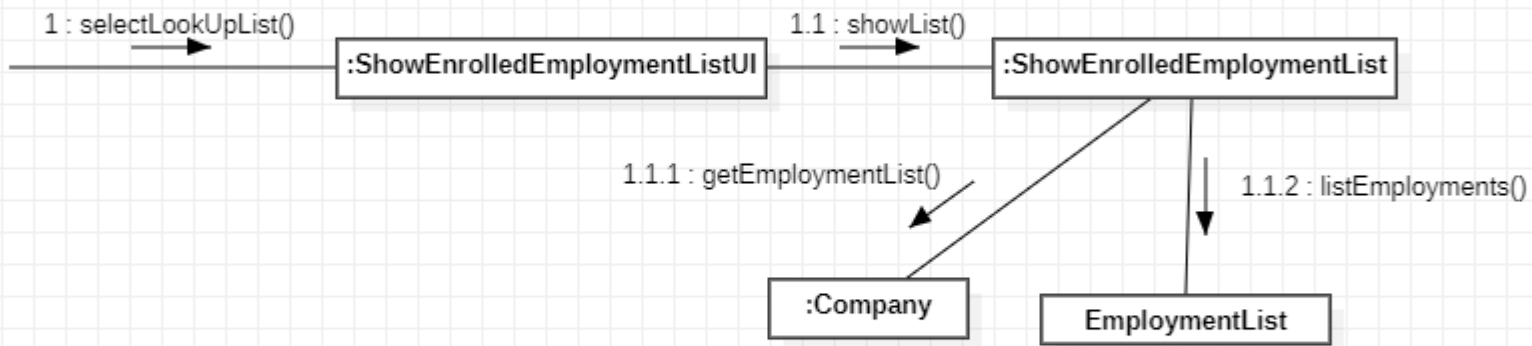 1 : selectLookUpList()
1.1 : showList()
:ShowEnrolledEmploymentListUI
:ShowEnrolledEmploymentList
1.1.1 : getEmploymentList()
1.1.2 : listEmployments()
:Company
EmploymentList